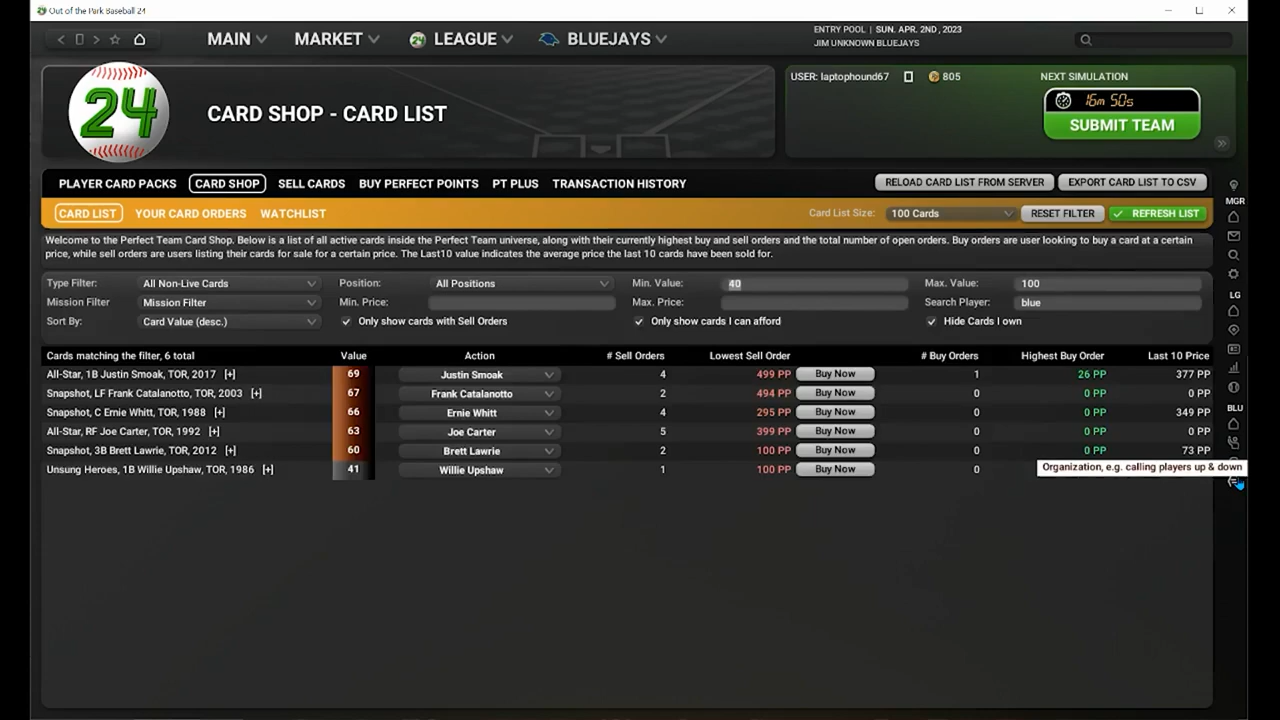 Out of the Park Baseball 24
MAIN
MARKET
LEAGUE
BLUEJAYS
ENTRY POOL | SUN. APR. 2ND, 2023
JIM UNKNOWN BLUEJAYS
24
CARD SHOP - CARD LIST
USER: laptophound67
805
NEXT SIMULATION
16m 50s
SUBMIT TEAM
PLAYER CARD PACKS
CARD SHOP
SELL CARDS
BUY PERFECT POINTS
PT PLUS
TRANSACTION HISTORY
RELOAD CARD LIST FROM SERVER
EXPORT CARD LIST TO CSV
CARD LIST
YOUR CARD ORDERS
WATCHLIST
Card List Size:
100 Cards
RESET FILTER
REFRESH LIST
Welcome to the Perfect Team Card Shop. Below is a list of all active cards inside the Perfect Team universe, along with their currently highest buy and sell orders and the total number of open orders. Buy orders are user looking to buy a card at a certain
price, while sell orders are users listing their cards for sale for a certain price. The Last10 value indicates the average price the last 10 cards have been sold for.
Type Filter: All Non-Live Cards Position: All Positions Min. Value: 40 Max. Value: 100
Mission Filter Mission Filter Min. Price: Max. Price: Search Player: blue
Sort By: Card Value (desc.) Only show cards with Sell Orders Only show cards I can afford Hide Cards I own
Cards matching the filter, 6 total Value Action # Sell Orders Lowest Sell Order # Buy Orders Highest Buy Order Last 10 Price
All-Star, 1B Justin Smoak, TOR, 2017 [+] 69 Justin Smoak 4 499 PP Buy Now 1 26 PP 377 PP
Snapshot, LF Frank Catalanotto, TOR, 2003 [+] 67 Frank Catalanotto 2 494 PP Buy Now 0 0 PP 0 PP
Snapshot, C Ernie Whitt, TOR, 1988 [+] 66 Ernie Whitt 4 295 PP Buy Now 0 0 PP 349 PP
All-Star, RF Joe Carter, TOR, 1992 [+] 63 Joe Carter 5 399 PP Buy Now 0 0 PP 0 PP
Snapshot, 3B Brett Lawrie, TOR, 2012 [+] 60 Brett Lawrie 2 100 PP Buy Now 0 0 PP 73 PP
Unsung Heroes, 1B Willie Upshaw, TOR, 1986 [+] 41 Willie Upshaw 1 100 PP Buy Now 0
Organization, e.g. calling players up & down
MGR
LG
BLU